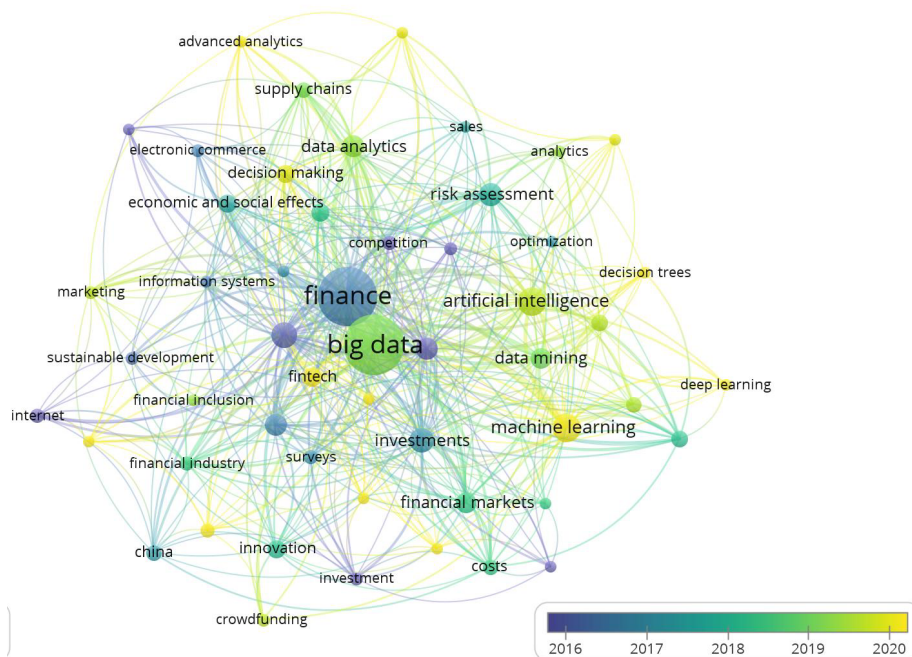 advanced analytics
supply chains
sales
electronic commerce
data analytics
analytics
decision making
risk assessment
economic and social effects
competition
optimization
information systems
decision trees
marketing
finance
artificial intelligence
big data
sustainable development
data mining
fintech
deep learning
financial inclusion
internet
machine learning
investments
surveys
financial industry
financial markets
china
innovation
costs
investment
crowdfunding
2016 2017 2018 2019 2020